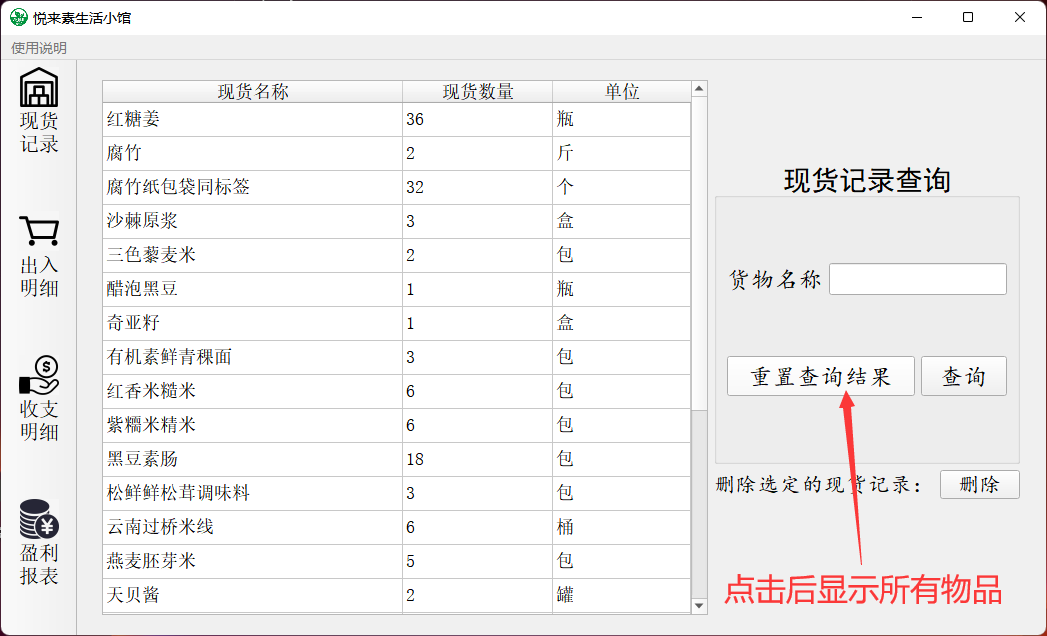 悦来素生活小馆
使用说明
现货
记录
出入
明细
收支
明细
盈利
报表
现货名称 现货数量 单位
红糖姜 36 瓶
腐竹 2 斤
腐竹纸包袋同标签 32 个
沙棘原浆 3 盒
三色藜麦米 2 包
醋泡黑豆 1 瓶
奇亚籽 1 盒
有机素鲜青稞面 3 包
红香米糙米 6 包
紫糯米精米 6 包
黑豆素肠 18 包
松鲜鲜松茸调味料 3 包
云南过桥米线 6 桶
燕麦胚芽米 5 包
天贝酱 2 罐
现货记录查询
货物名称
重置查询结果 查询
删除选定的现货记录： 删除
点击后显示所有物品